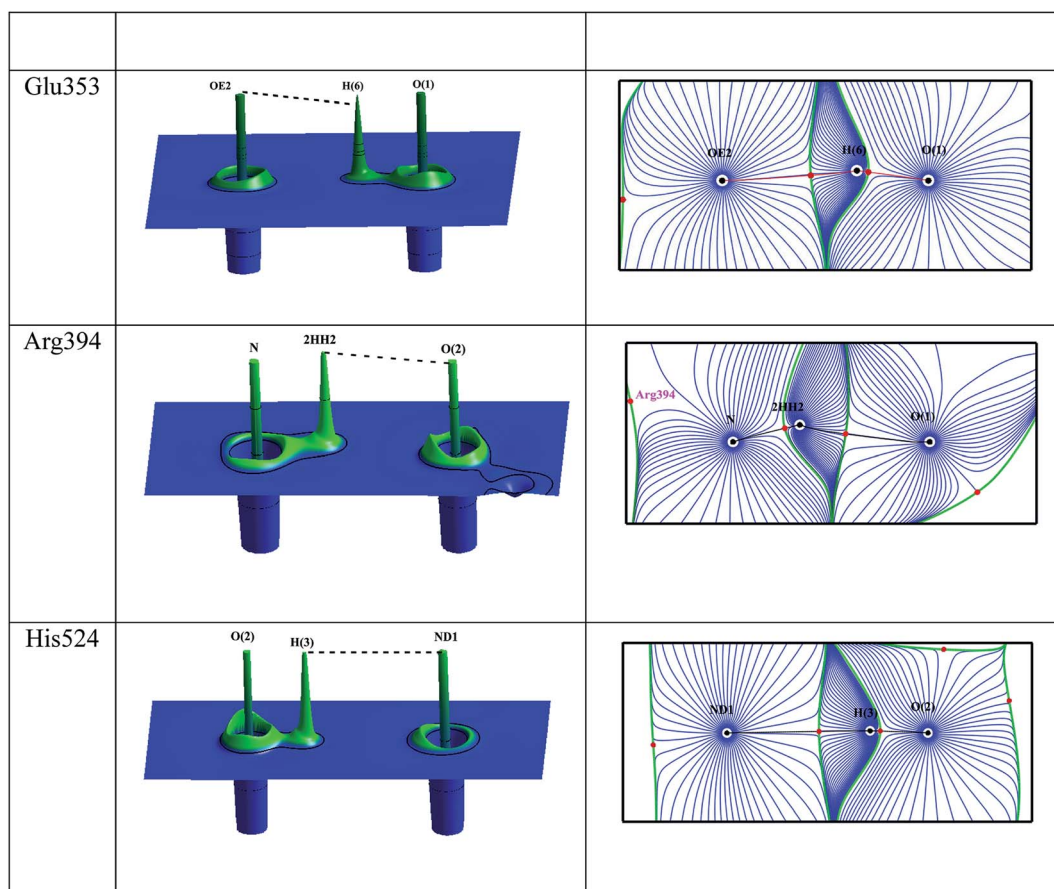 Glu353
OE2 H(6) O(1)
OE2 H(6) O(1)
Arg394
N 2HH2 O(2)
Arg394
N 2HH2 O(1)
His524
O(2) H(3) ND1
ND1 H(3) O(2)